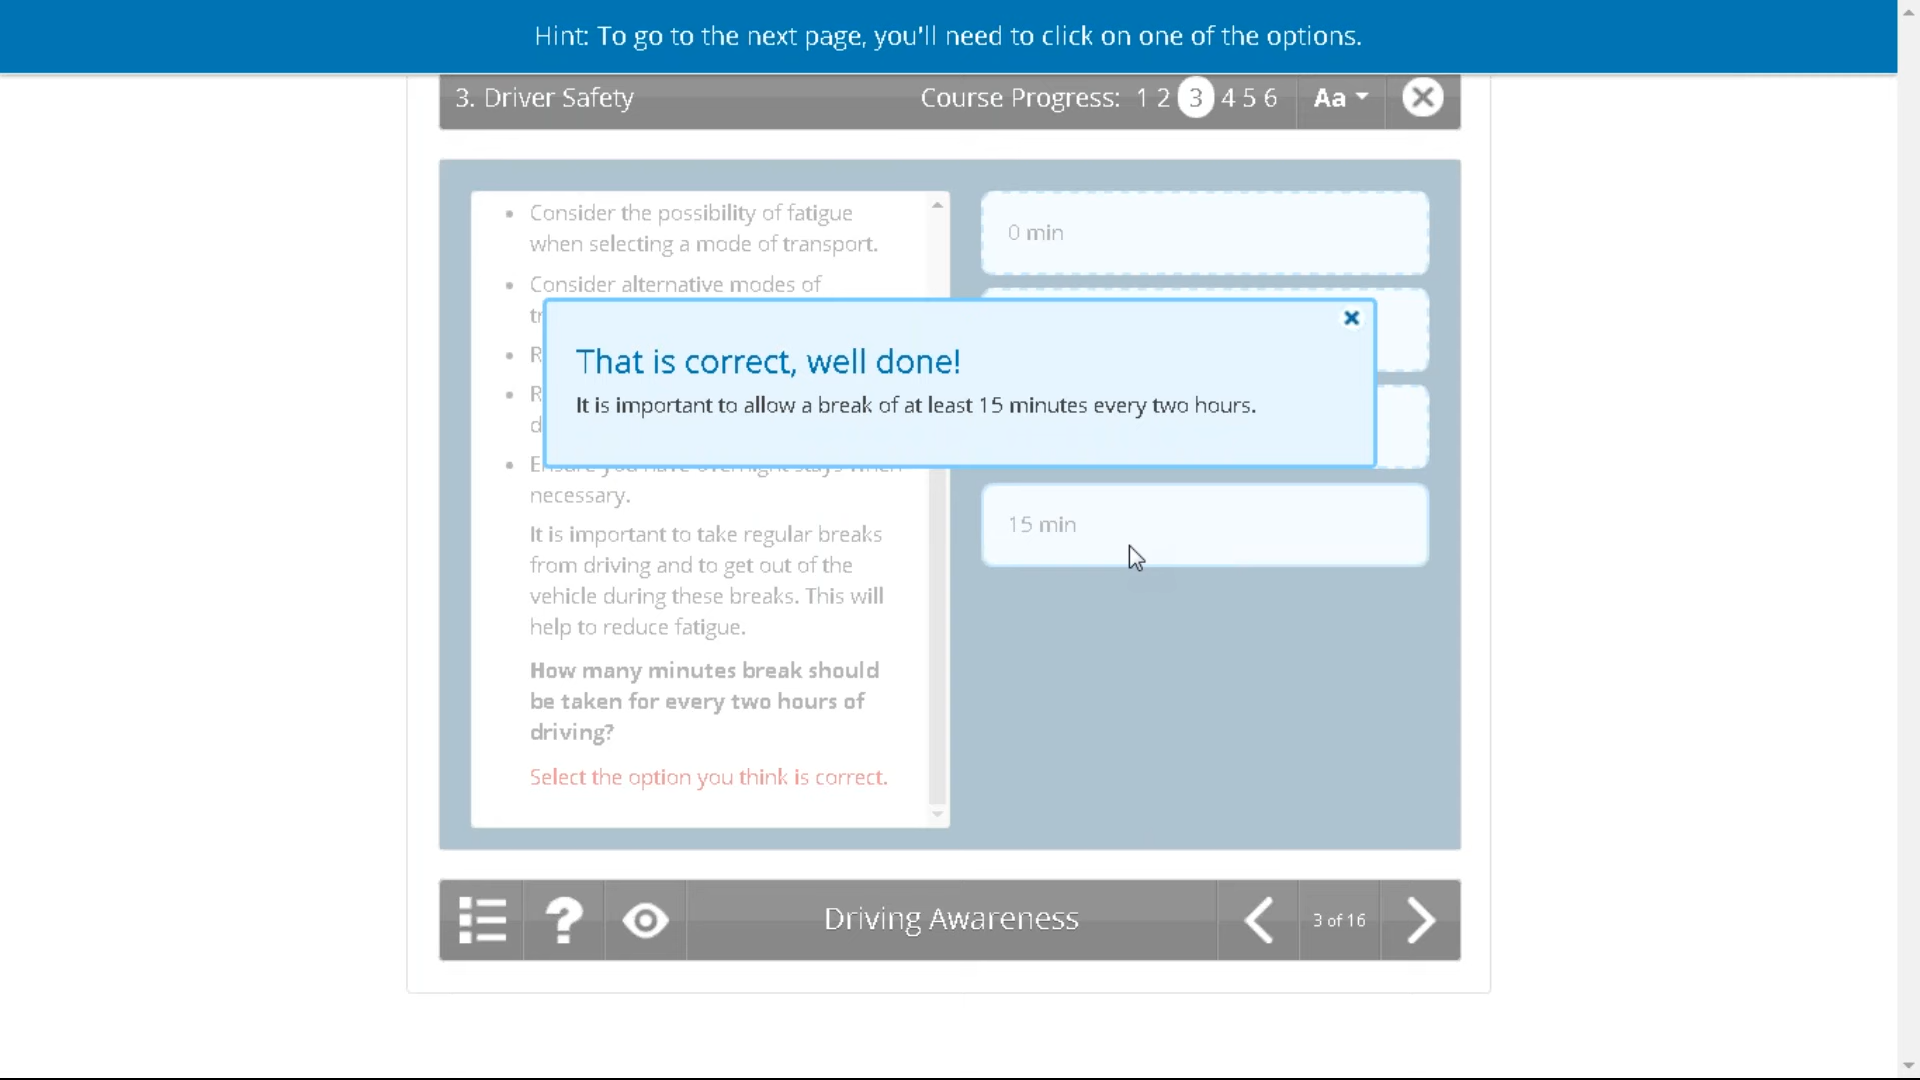 Hint: To go to the next page, you'll need to click on one of the options.
3. Driver Safety
Course Progress: 1 2 3 4 5 6
Aa
Consider the possibility of fatigue
when selecting a mode of transport.
Consider alternative modes of
0 min
That is correct, well done!
It is important to allow a break of at least 15 minutes every two hours.
necessary.
It is important to take regular breaks
from driving and to get out of the
vehicle during these breaks. This will
help to reduce fatigue.
How many minutes break should
be taken for every two hours of
driving?
Select the option you think is correct.
15 min
Driving Awareness
3 of 16